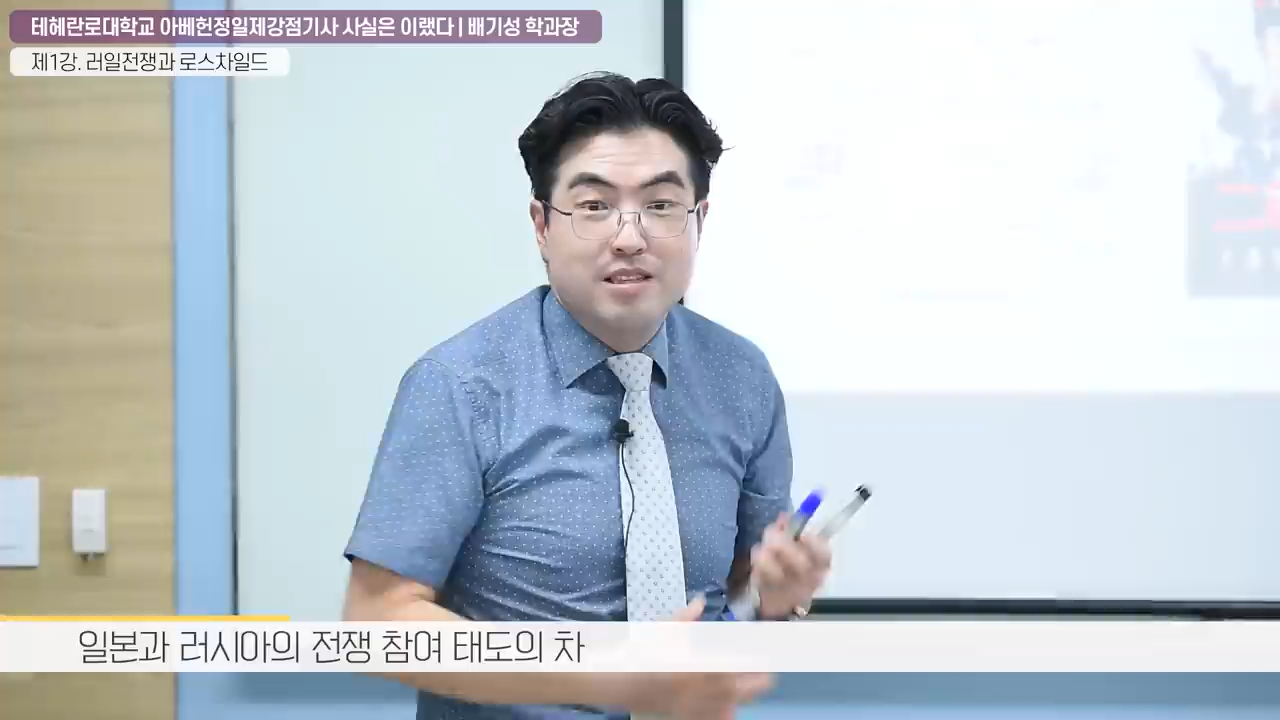 테헤란로대학교 아베헌정일제강점기사 사실은 이랬다 | 배기성 학과장
제1강. 러일전쟁과 로스차일드
일본과 러시아의 전쟁 참여 태도의 차